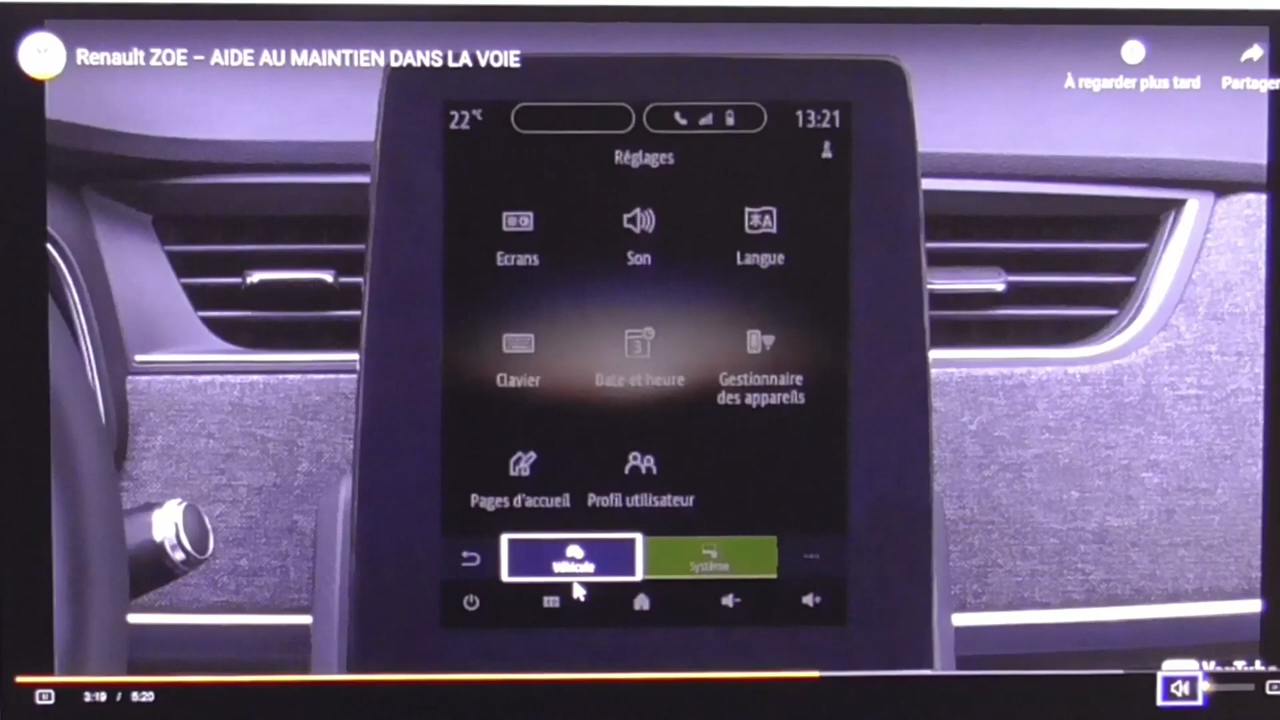 Renault ZOE – AIDE AU MAINTIEN DANS LA VOIE
À regarder plus tard
Partager
22°C
13:21
Réglages
Ecrans
Son
Langue
Clavier
Date et heure
Gestionnaire
des appareils
Pages d'accueil
Profil utilisateur
Véhicule
Système
YouTube
3:19 / 5:20